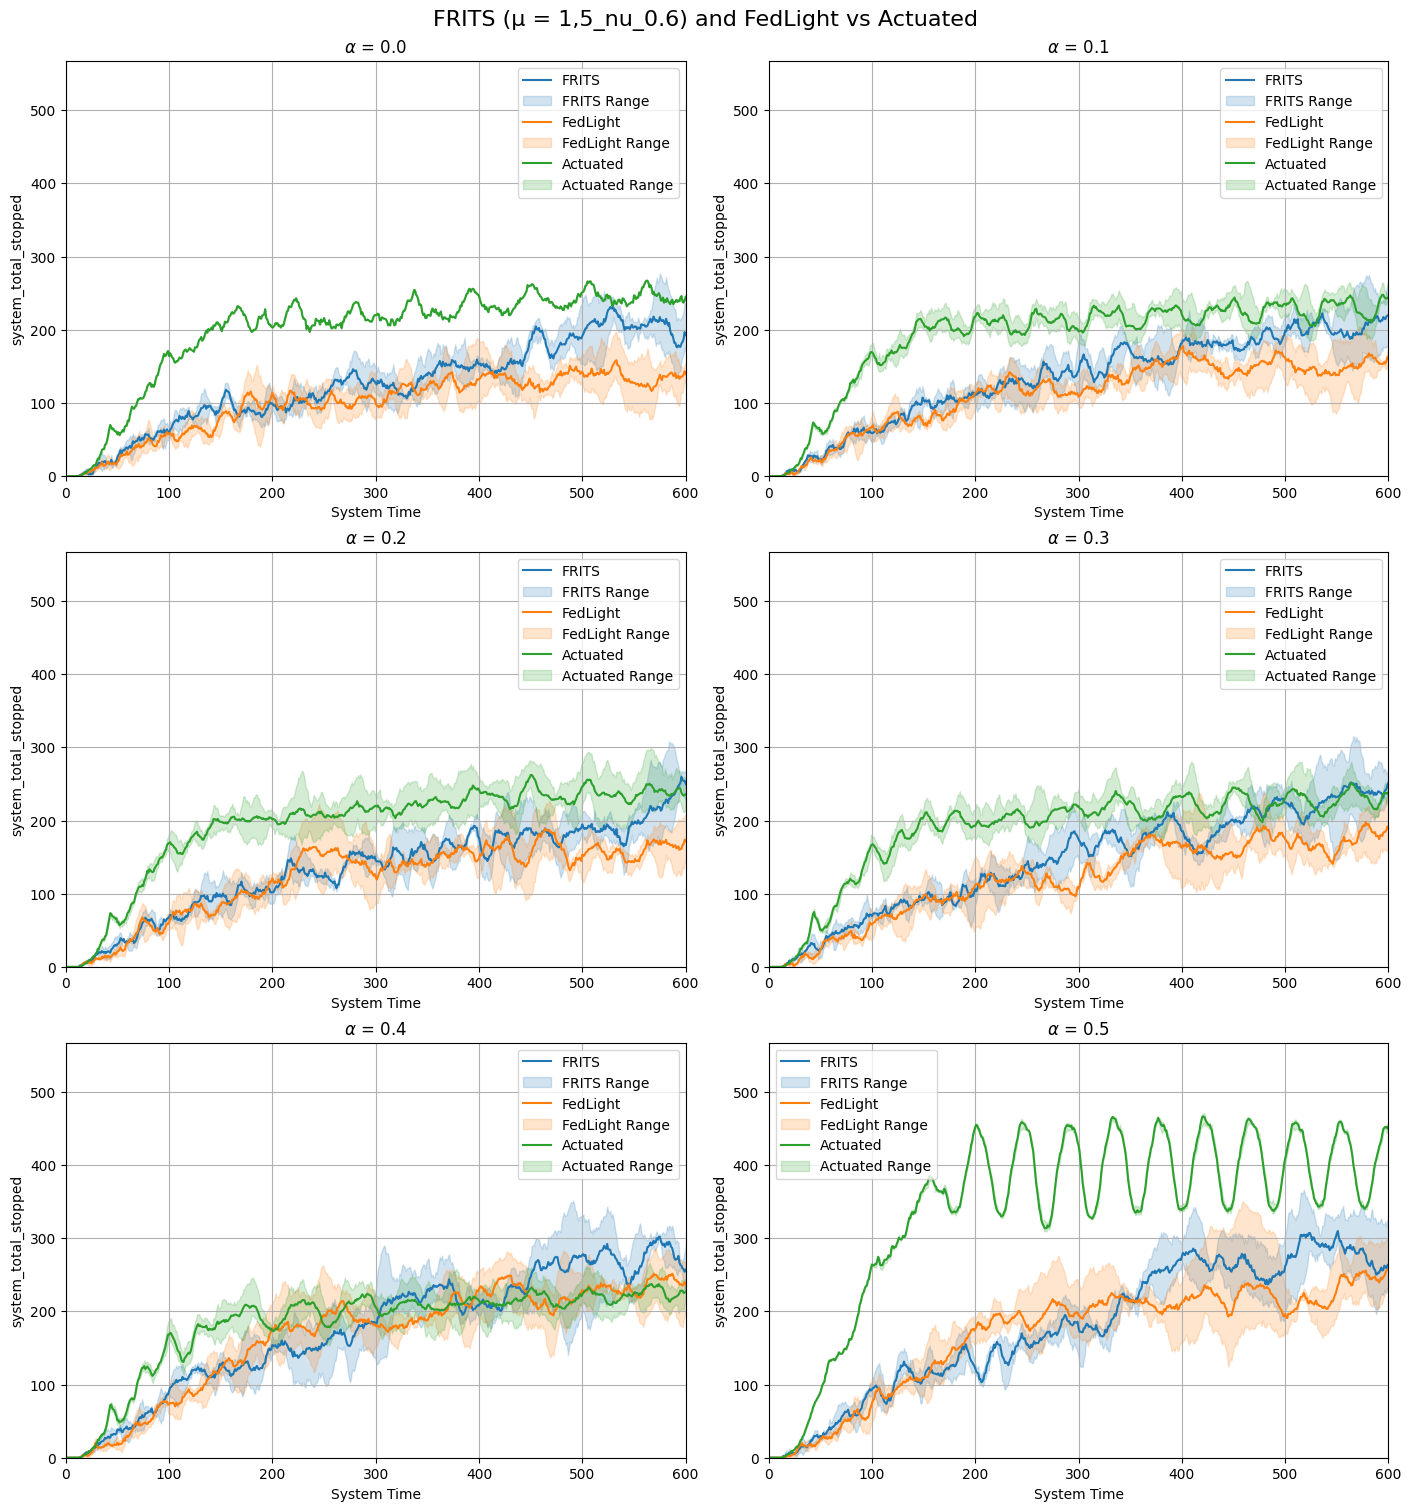 FRITS (μ = 1,5_nu_0.6) and FedLight vs Actuated
α = 0.0
500
400
300
200
100
0
system_total_stopped
FRITS
FRITS Range
FedLight
FedLight Range
Actuated
Actuated Range
0 100 200 300 400 500 600
System Time
α = 0.1
500
400
300
200
100
0
system_total_stopped
FRITS
FRITS Range
FedLight
FedLight Range
Actuated
Actuated Range
0 100 200 300 400 500 600
System Time
α = 0.2
500
400
300
200
100
0
system_total_stopped
FRITS
FRITS Range
FedLight
FedLight Range
Actuated
Actuated Range
0 100 200 300 400 500 600
System Time
α = 0.3
500
400
300
200
100
0
system_total_stopped
FRITS
FRITS Range
FedLight
FedLight Range
Actuated
Actuated Range
0 100 200 300 400 500 600
System Time
α = 0.4
500
400
300
200
100
0
system_total_stopped
FRITS
FRITS Range
FedLight
FedLight Range
Actuated
Actuated Range
0 100 200 300 400 500 600
System Time
α = 0.5
500
400
300
200
100
0
system_total_stopped
FRITS
FRITS Range
FedLight
FedLight Range
Actuated
Actuated Range
0 100 200 300 400 500 600
System Time